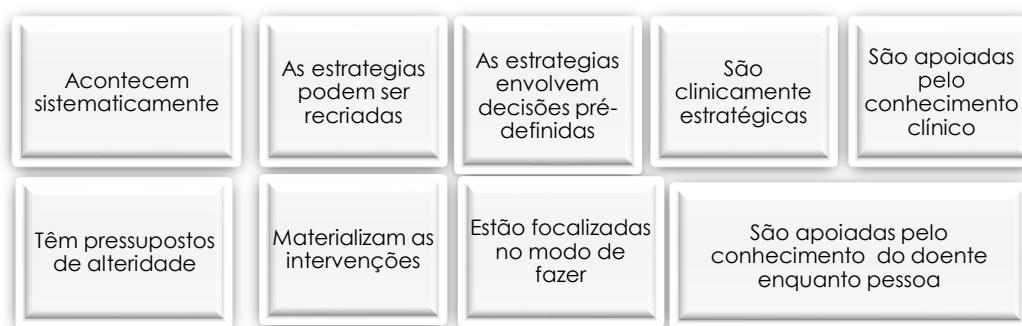 Acontecem
sistematicamente
As estrategias
podem ser
recriadas
As estrategias
envolvem
decisões pré-
definidas
São
clinicamente
estratégicas
São apoiadas
pelo
conhecimento
clínico
Têm pressupostos
de alteridade
Materializam as
intervenções
Estão focalizadas
no modo de
fazer
São apoiadas pelo
conhecimento do doente
enquanto pessoa